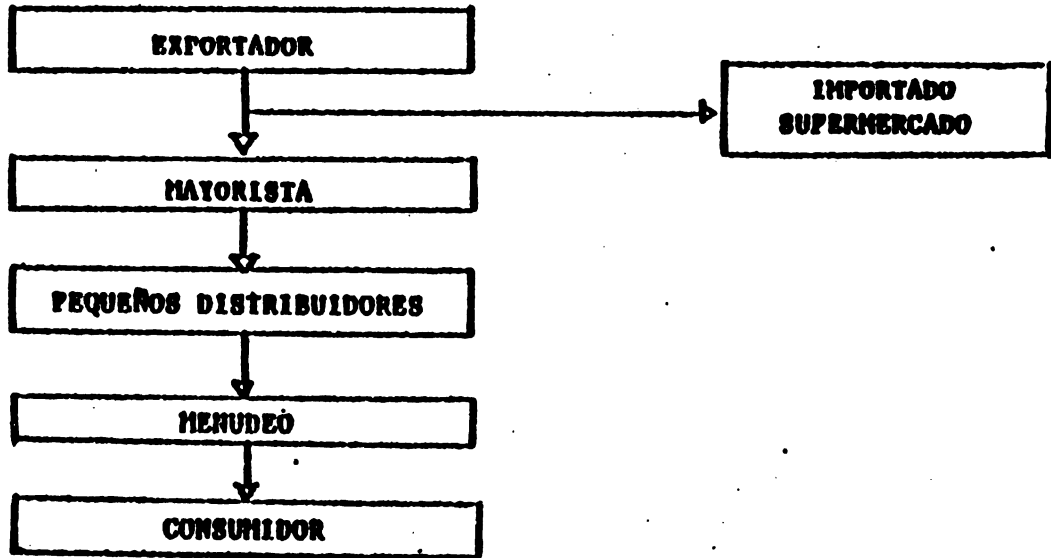 EXPORTADOR
IMPORTADO
SUPERMERCADO
MAYORISTA
PEQUEÑOS DISTRIBUIDORES
MENUDEO
CONSUMIDOR